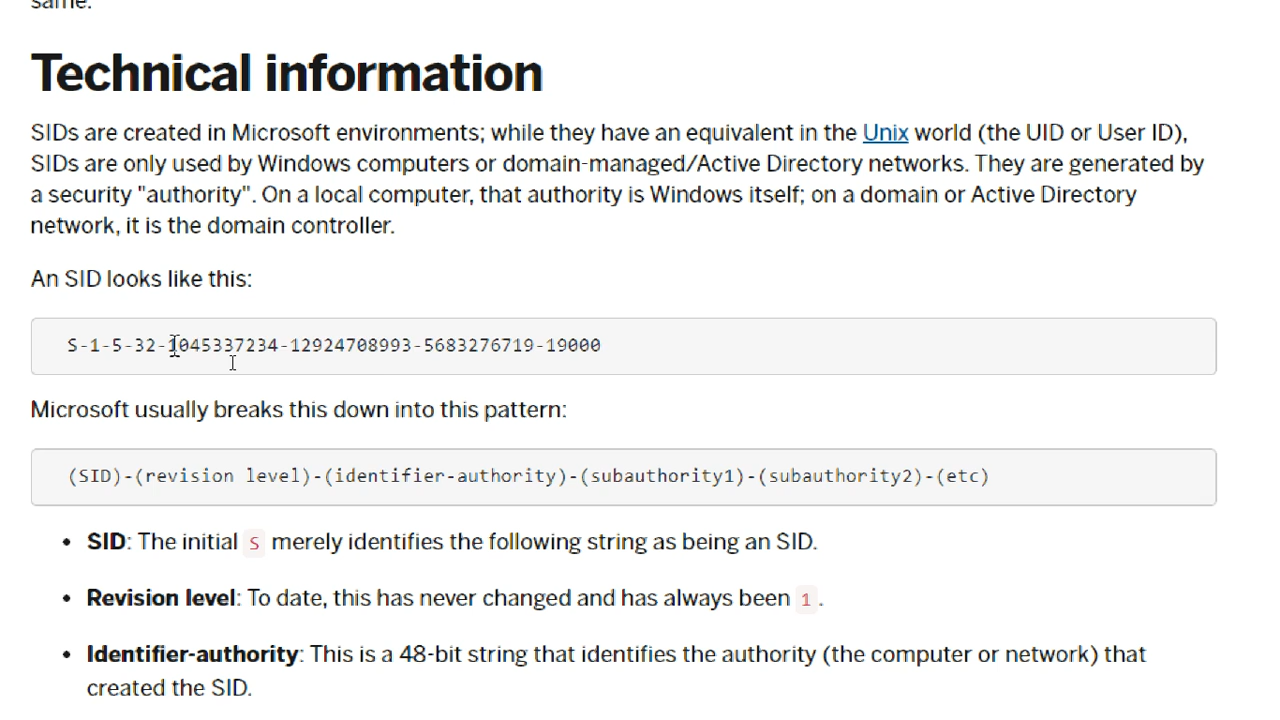 same.
Technical information
SIDs are created in Microsoft environments; while they have an equivalent in the Unix world (the UID or User ID),
SIDs are only used by Windows computers or domain-managed/Active Directory networks. They are generated by
a security "authority". On a local computer, that authority is Windows itself; on a domain or Active Directory
network, it is the domain controller.
An SID looks like this:
S-1-5-32-1045337234-12924708993-5683276719-19000
Microsoft usually breaks this down into this pattern:
(SID)-(revision level)-(identifier-authority)-(subauthority1)-(subauthority2)-(etc)
• SID: The initial S merely identifies the following string as being an SID.
• Revision level: To date, this has never changed and has always been 1.
• Identifier-authority: This is a 48-bit string that identifies the authority (the computer or network) that
created the SID.